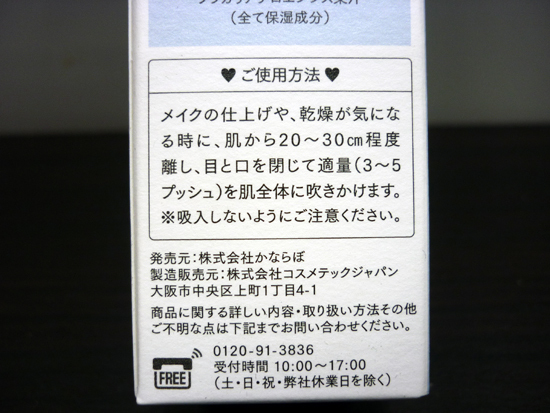 (全て保湿成分)
♥ご使用方法♥
メイクの仕上げや、乾燥が気にな
る時に、肌から20〜30㎝程度
離し、目と口を閉じて適量(3〜5
プッシュ)を肌全体に吹きかけます。
※吸入しないようにご注意ください。
発売元:株式会社かならぼ
製造販売元:株式会社コスメテックジャパン
大阪市中央区上町1丁目4-1
商品に関する詳しい内容・取り扱い方法その他
ご不明な点は下記までお問い合わせください。
FREE
0120-91-3836
受付時間 10:00〜17:00
(土・日・祝・弊社休業日を除く)